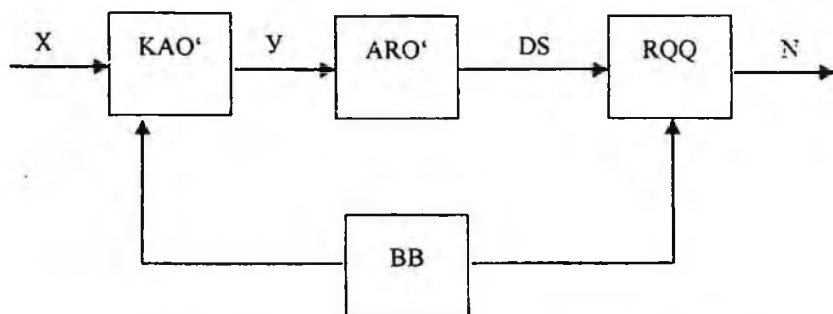 X KAO‘ У ARO‘ DS RQQ N
BB